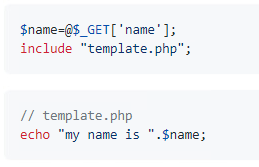 $name=@$_GET['name'];
include "template.php";
// template.php
echo "my name is ".$name;